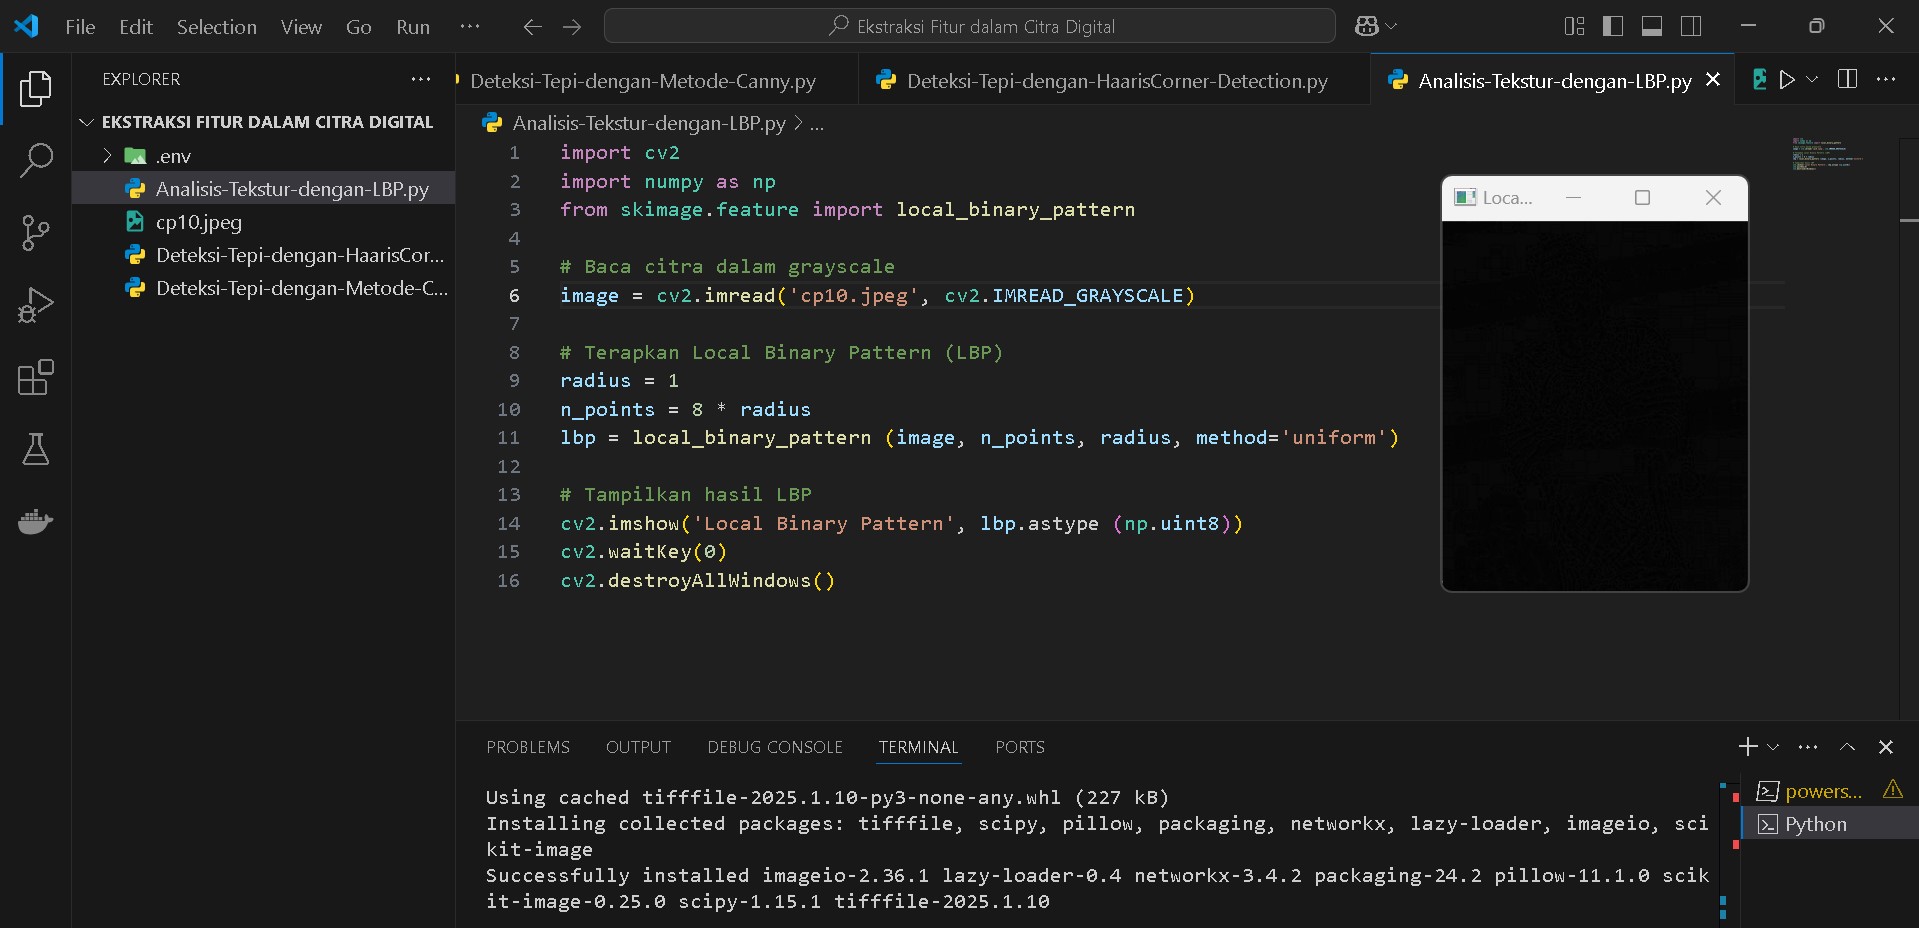 File Edit Selection View Go Run ... Ekstraksi Fitur dalam Citra Digital
EXPLORER
EKSTRAKSI FITUR DALAM CITRA DIGITAL
.env
Analisis-Tekstur-dengan-LBP.py
cp10.jpeg
Deteksi-Tepi-dengan-HaarisCor...
Deteksi-Tepi-dengan-Metode-C...
Deteksi-Tepi-dengan-Metode-Canny.py Deteksi-Tepi-dengan-HaarisCorner-Detection.py Analisis-Tekstur-dengan-LBP.py
Analisis-Tekstur-dengan-LBP.py > ...
1 import cv2
2 import numpy as np
3 from skimage.feature import local_binary_pattern
4
5 # Baca citra dalam grayscale
6 image = cv2.imread('cp10.jpeg', cv2.IMREAD_GRAYSCALE)
7
8 # Terapkan Local Binary Pattern (LBP)
9 radius = 1
10 n_points = 8 * radius
11 lbp = local_binary_pattern (image, n_points, radius, method='uniform')
12
13 # Tampilkan hasil LBP
14 cv2.imshow('Local Binary Pattern', lbp.astype (np.uint8))
15 cv2.waitKey(0)
16 cv2.destroyAllWindows()
Loca...
PROBLEMS OUTPUT DEBUG CONSOLE TERMINAL PORTS
Using cached tifffile-2025.1.10-py3-none-any.whl (227 kB)
Installing collected packages: tifffile, scipy, pillow, packaging, networkx, lazy-loader, imageio, sci
kit-image
Successfully installed imageio-2.36.1 lazy-loader-0.4 networkx-3.4.2 packaging-24.2 pillow-11.1.0 scik
it-image-0.25.0 scipy-1.15.1 tifffile-2025.1.10
powers...
Python